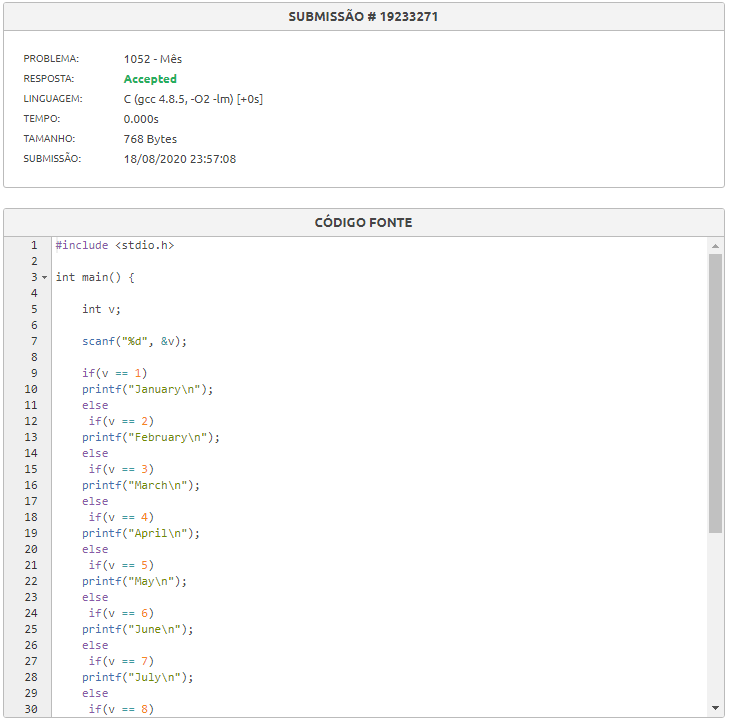 SUBMISSÃO # 19233271
PROBLEMA: 1052 - Mês
RESPOSTA: Accepted
LINGUAGEM: C (gcc 4.8.5, -O2 -lm) [+0s]
TEMPO: 0.000s
TAMANHO: 768 Bytes
SUBMISSÃO: 18/08/2020 23:57:08
CÓDIGO FONTE
1 #include <stdio.h>
2
3 int main() {
4
5 int v;
6
7 scanf("%d", &v);
8
9 if(v == 1)
10 printf("January\n");
11 else
12 if(v == 2)
13 printf("February\n");
14 else
15 if(v == 3)
16 printf("March\n");
17 else
18 if(v == 4)
19 printf("April\n");
20 else
21 if(v == 5)
22 printf("May\n");
23 else
24 if(v == 6)
25 printf("June\n");
26 else
27 if(v == 7)
28 printf("July\n");
29 else
30 if(v == 8)